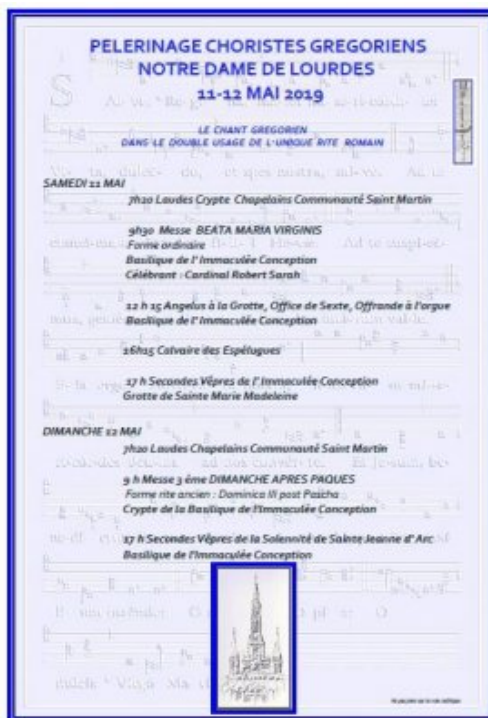 PELERINAGE CHORISTES GREGORIENS
NOTRE DAME DE LOURDES
11-12 MAI 2019
LE CHANT GREGORIEN
DANS LE DOUBLE USAGE DE L'UNIQUE RITE ROMAIN
SAMEDI 11 MAI
7h20 Laudes Crypte Chapelains Communauté Saint Martin
9h30 Messe BEATA MARIA VIRGINIS
Forme ordinaire
Basilique de l' Immaculée Conception
Célébrant : Cardinal Robert Sarah
12 h 15 Angelus à la Grotte, Office de Sexte, Offrande à l'orgue
Basilique de l' Immaculée Conception
16h15 Calvaire des Espélugues
17 h Secondes Vêpres de l' Immaculée Conception
Grotte de Sainte Marie Madeleine
DIMANCHE 12 MAI
7h20 Laudes Chapelains Communauté Saint Martin
9 h Messe 3 ème DIMANCHE APRES PAQUES
Forme rite ancien : Dominica III post Pascha
Crypte de la Basilique de l'Immaculée Conception
17 h Secondes Vêpres de la Solennité de Sainte Jeanne d' Arc
Basilique de l'Immaculée Conception